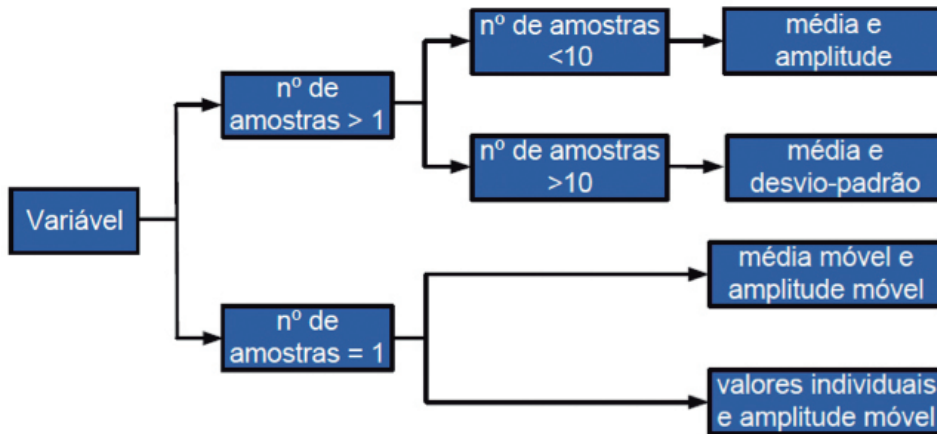 Variável
nº de
amostras > 1
nº de amostras
<10
média e
amplitude
nº de amostras
>10
média e
desvio-padrão
nº de
amostras = 1
média móvel e
amplitude móvel
valores individuais
e amplitude móvel